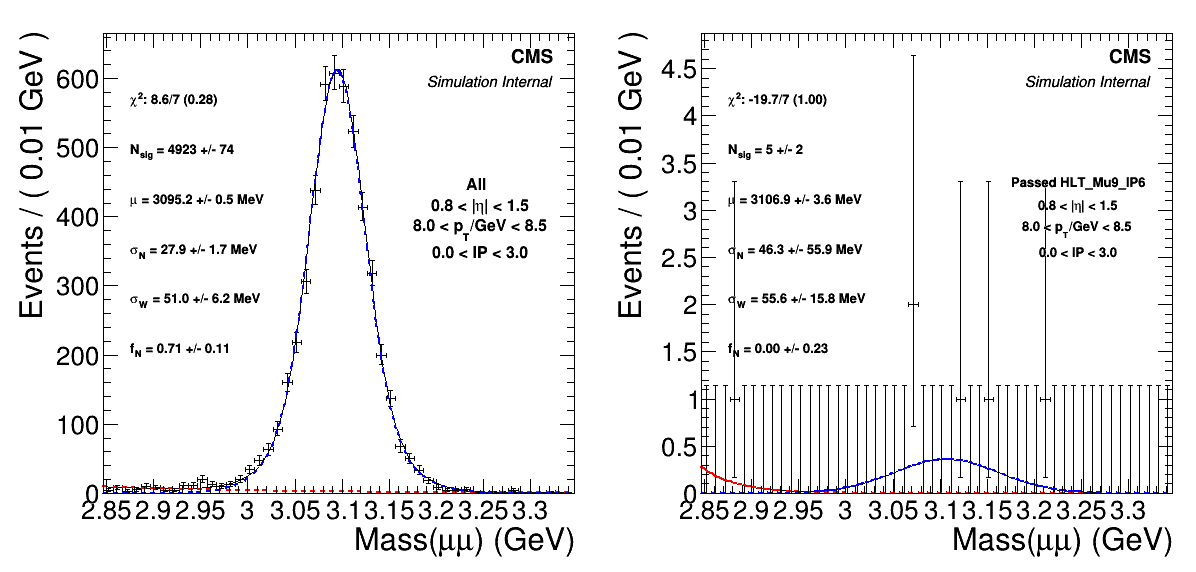 CMS
Simulation Internal
χ²: 8.6/7 (0.28)
N_sig = 4923 +/- 74
μ = 3095.2 +/- 0.5 MeV
σ_N = 27.9 +/- 1.7 MeV
σ_W = 51.0 +/- 6.2 MeV
f_N = 0.71 +/- 0.11
All
0.8 < |η| < 1.5
8.0 < p_T/GeV < 8.5
0.0 < IP < 3.0
Events / ( 0.01 GeV )
600
500
400
300
200
100
0
2.85 2.9 2.95 3 3.05 3.1 3.15 3.2 3.25 3.3
Mass(μμ) (GeV)
CMS
Simulation Internal
χ²: -19.7/7 (1.00)
N_sig = 5 +/- 2
μ = 3106.9 +/- 3.6 MeV
σ_N = 46.3 +/- 55.9 MeV
σ_W = 55.6 +/- 15.8 MeV
f_N = 0.00 +/- 0.23
Passed HLT_Mu9_IP6
0.8 < |η| < 1.5
8.0 < p_T/GeV < 8.5
0.0 < IP < 3.0
Events / ( 0.01 GeV )
4.5
4
3.5
3
2.5
2
1.5
1
0.5
0
2.85 2.9 2.95 3 3.05 3.1 3.15 3.2 3.25 3.3
Mass(μμ) (GeV)